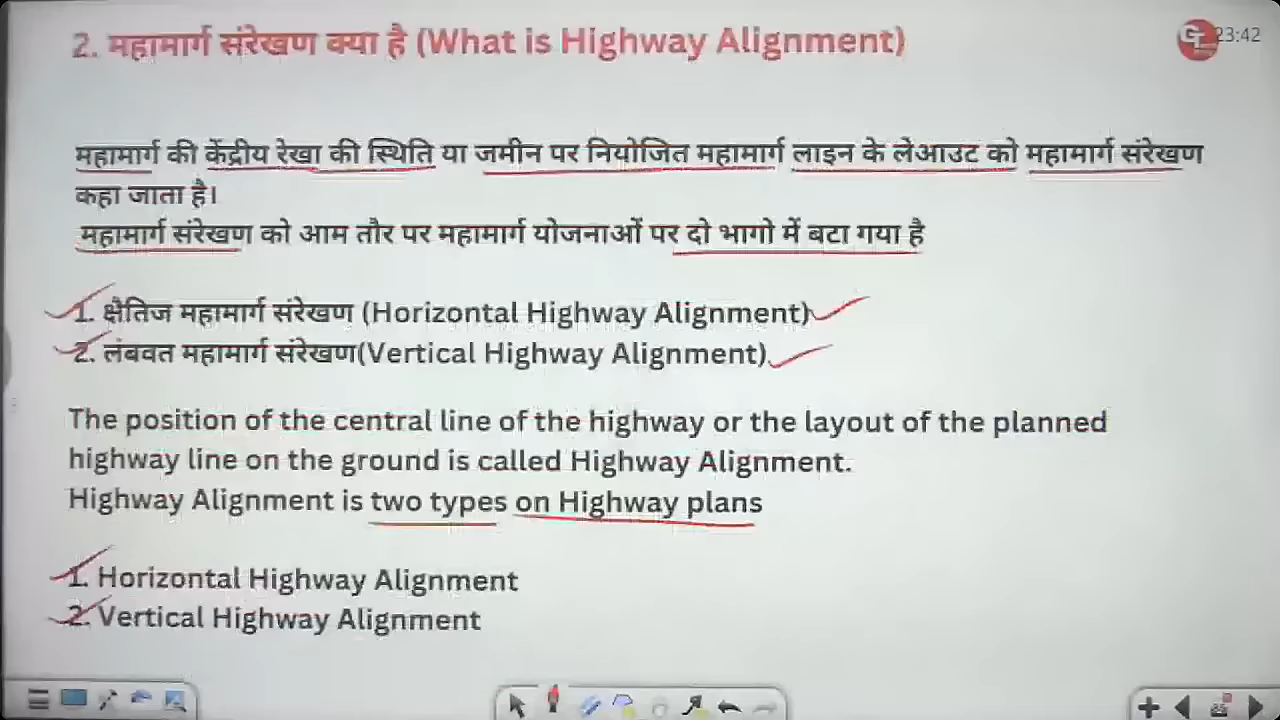 2. महामार्ग संरेखण क्या है (What is Highway Alignment)
23:42
महामार्ग की केंद्रीय रेखा की स्थिति या जमीन पर नियोजित महामार्ग लाइन के लेआउट को महामार्ग संरेखण
कहा जाता है।
महामार्ग संरेखण को आम तौर पर महामार्ग योजनाओं पर दो भागो में बटा गया है
1. क्षैतिज महामार्ग संरेखण (Horizontal Highway Alignment)
2. लंबवत महामार्ग संरेखण(Vertical Highway Alignment)
The position of the central line of the highway or the layout of the planned
highway line on the ground is called Highway Alignment.
Highway Alignment is two types on Highway plans
1. Horizontal Highway Alignment
2. Vertical Highway Alignment